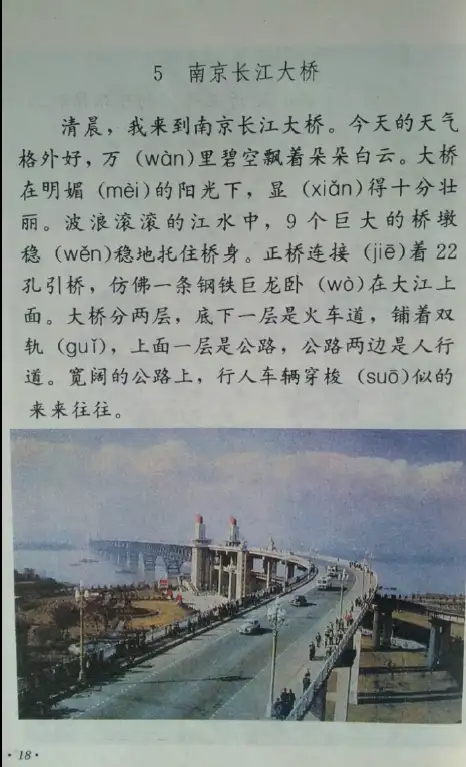 5 南京长江大桥
清晨，我来到南京长江大桥。今天的天气
格外好，万 (wàn)里碧空飘着朵朵白云。大桥
在明媚 (mèi)的阳光下，显 (xiǎn)得十分壮
丽。波浪滚滚的江水中，9 个巨大的桥墩
稳 (wěn)稳地托住桥身。正桥连接 (jiē)着 22
孔引桥，仿佛一条钢铁巨龙卧 (wò)在大江上
面。大桥分两层，底下一层是火车道，铺着双
轨 (guǐ)，上面一层是公路，公路两边是人行
道。宽阔的公路上，行人车辆穿梭 (suō)似的
来来往往。
·18·